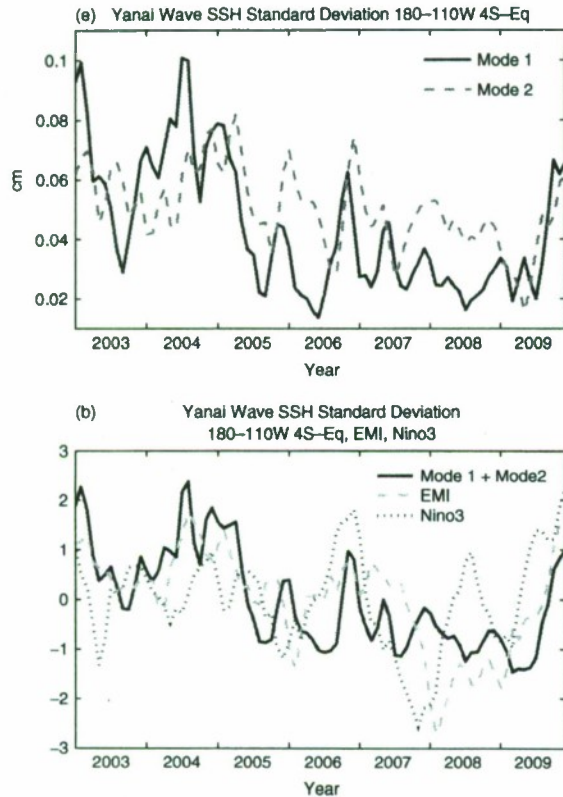 (e) Yanai Wave SSH Standard Deviation 180–110W 4S–Eq
0.1
0.08
0.06
0.04
0.02
cm
Mode 1
Mode 2
2003 2004 2005 2006 2007 2008 2009
Year
(b) Yanai Wave SSH Standard Deviation
180–110W 4S–Eq, EMI, Nino3
3
2
1
0
−1
−2
−3
Mode 1 + Mode2
EMI
Nino3
2003 2004 2005 2006 2007 2008 2009
Year